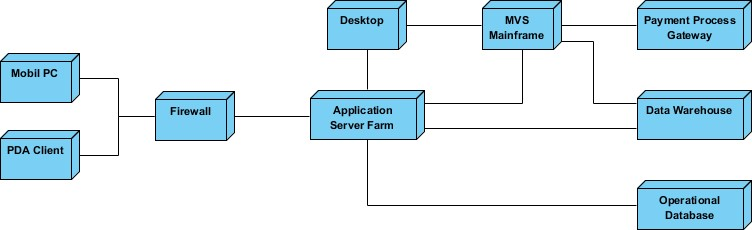 Desktop
MVS
Mainframe
Payment Process
Gateway
Mobil PC
Firewall
Application
Server Farm
Data Warehouse
PDA Client
Operational
Database